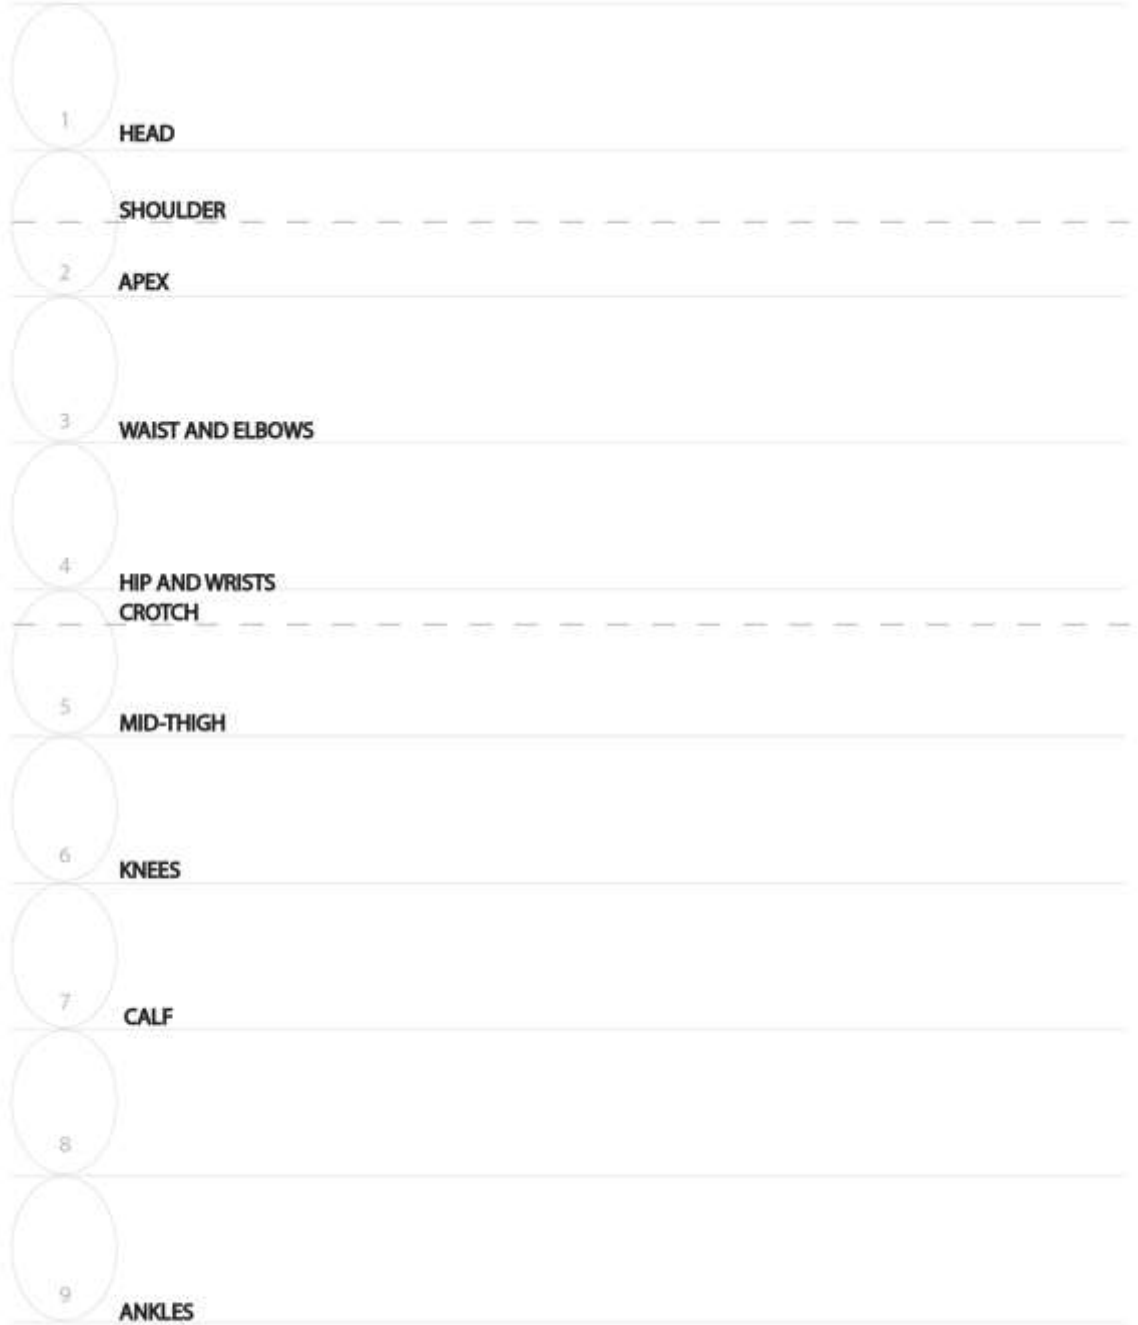 1
HEAD
SHOULDER
2
APEX
3
WAIST AND ELBOWS
4
HIP AND WRISTS
CROTCH
5
MID-THIGH
6
KNEES
7
CALF
8
9
ANKLES